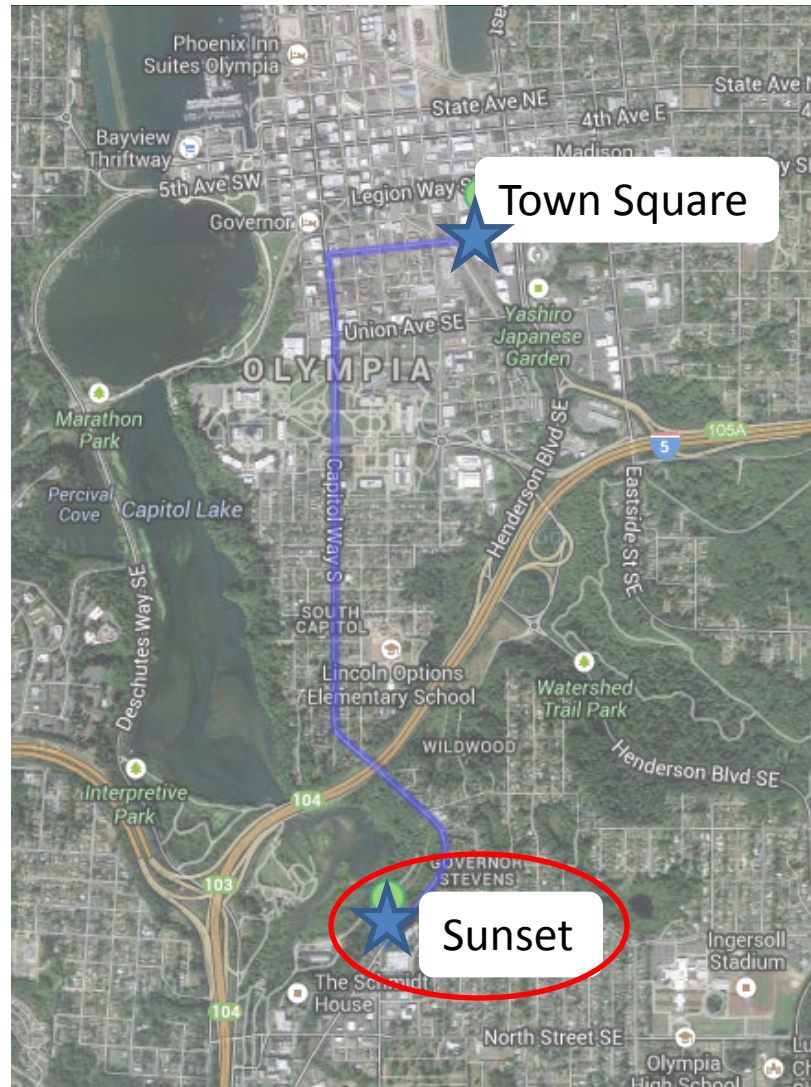 Phoenix Inn
Suites Olympia
State Ave NE
State Ave N
4th Ave E
Bayview
Thriftway
5th Ave SW
Legion Way S
Madison
Town Square
Governor
Yashiro
Japanese
Garden
Union Ave SE
OLYMPIA
Marathon
Park
105A
5
Percival
Cove
Capitol Lake
Capitol Way S
Henderson Blvd SE
Eastside St SE
Deschutes Way SE
SOUTH
CAPITOL
Lincoln Options
Elementary School
Watershed
Trail Park
WILDWOOD
Henderson Blvd SE
Interpretive
Park
104
103
GOVERNOR
STEVENS
Sunset
Ingersoll
Stadium
The Schmidt
House
104
North Street SE
Olympia
High School